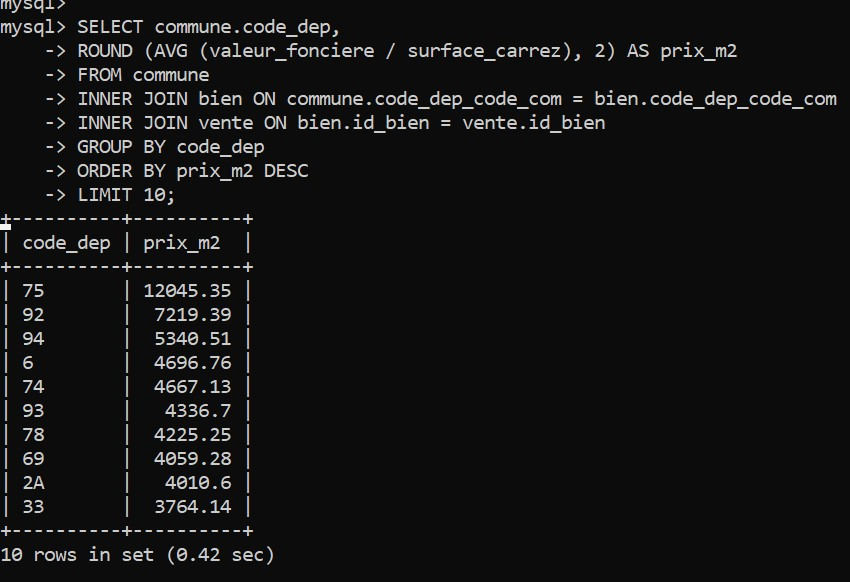 mysql>
mysql> SELECT commune.code_dep,
    -> ROUND (AVG (valeur_fonciere / surface_carrez), 2) AS prix_m2
    -> FROM commune
    -> INNER JOIN bien ON commune.code_dep_code_com = bien.code_dep_code_com
    -> INNER JOIN vente ON bien.id_bien = vente.id_bien
    -> GROUP BY code_dep
    -> ORDER BY prix_m2 DESC
    -> LIMIT 10;
+----------+----------+
| code_dep | prix_m2  |
+----------+----------+
| 75       | 12045.35 |
| 92       |  7219.39 |
| 94       |  5340.51 |
| 6        |  4696.76 |
| 74       |  4667.13 |
| 93       |   4336.7 |
| 78       |  4225.25 |
| 69       |  4059.28 |
| 2A       |   4010.6 |
| 33       |  3764.14 |
+----------+----------+
10 rows in set (0.42 sec)